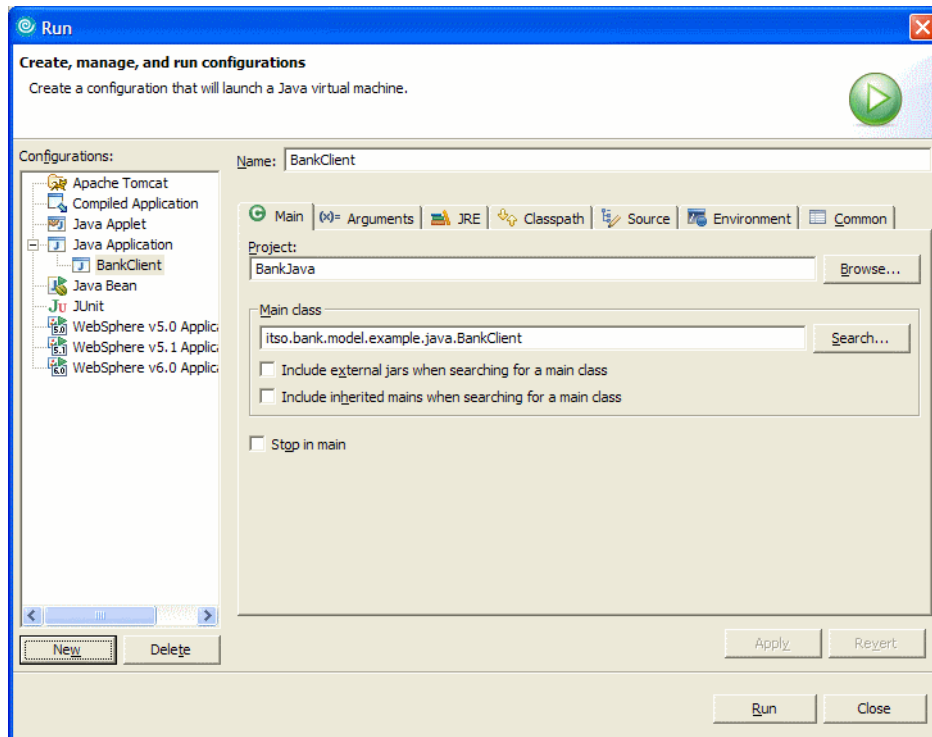 Run
Create, manage, and run configurations
Create a configuration that will launch a Java virtual machine.
Configurations:
Apache Tomcat
Compiled Application
Java Applet
Java Application
BankClient
Java Bean
JUnit
WebSphere v5.0 Applic
WebSphere v5.1 Applic
WebSphere v6.0 Applic
New Delete
Name: BankClient
Main (x)= Arguments JRE Classpath Source Environment Common
Project:
BankJava Browse...
Main class
itso.bank.model.example.java.BankClient Search...
Include external jars when searching for a main class
Include inherited mains when searching for a main class
Stop in main
Apply Revert
Run Close